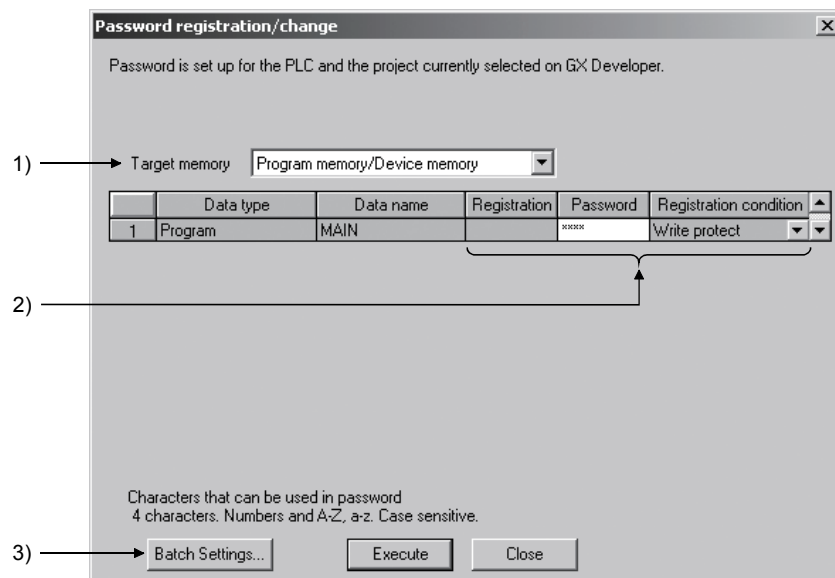 Password registration/change
Password is set up for the PLC and the project currently selected on GX Developer.
1)
Target memory Program memory/Device memory
Data type Data name Registration Password Registration condition
1 Program MAIN **** Write protect
2)
Characters that can be used in password
4 characters. Numbers and A-Z, a-z. Case sensitive.
3) Batch Settings... Execute Close